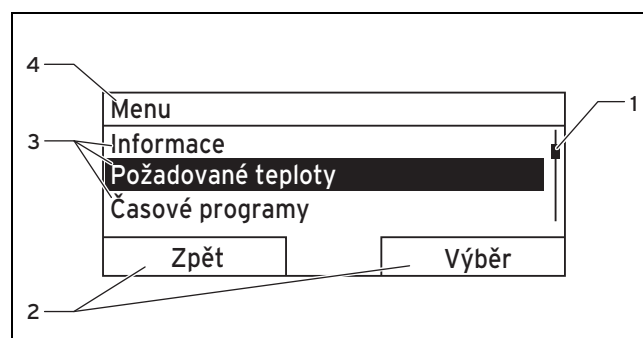 4
Menu
1
3
Informace
Požadované teploty
Časové programy
Zpět
Výběr
2